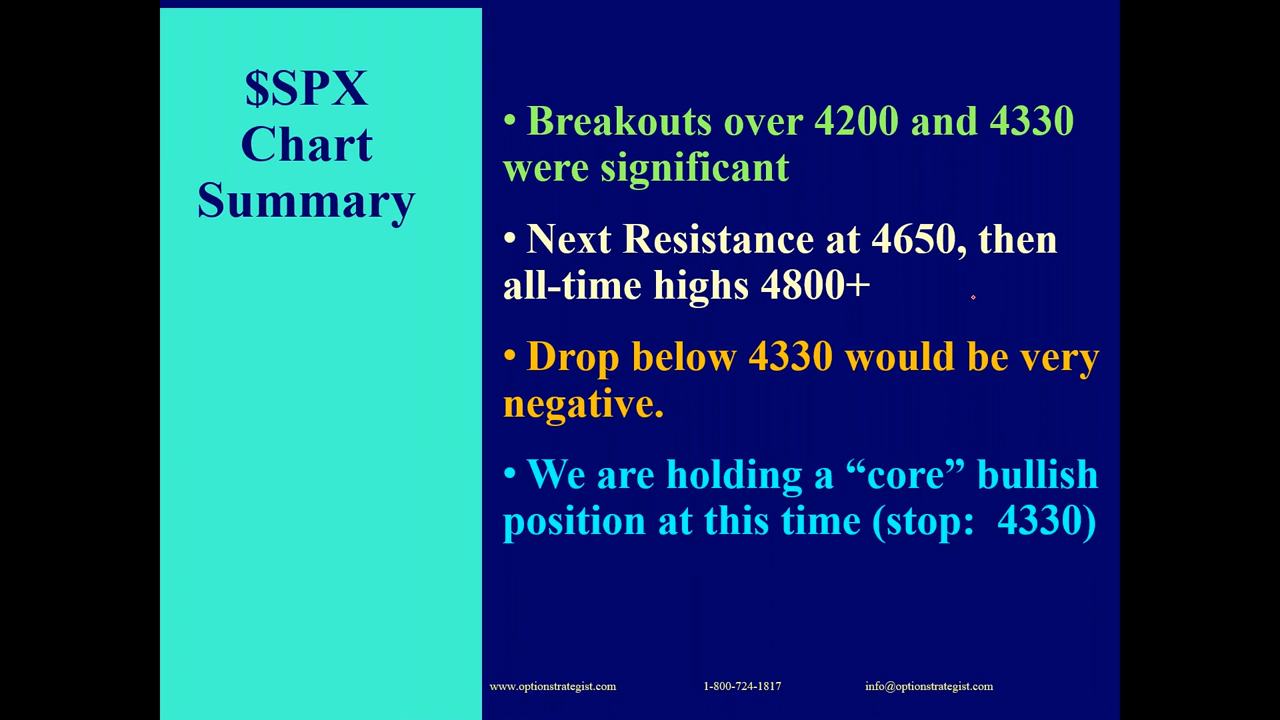 $SPX
Chart
Summary
• Breakouts over 4200 and 4330
were significant
• Next Resistance at 4650, then
all-time highs 4800+
• Drop below 4330 would be very
negative.
• We are holding a “core” bullish
position at this time (stop:  4330)
www.optionstrategist.com 1-800-724-1817 info@optionstrategist.com